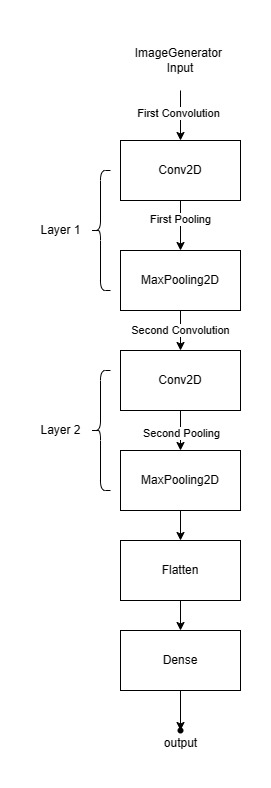 ImageGenerator
Input
First Convolution
Conv2D
Layer 1
First Pooling
MaxPooling2D
Second Convolution
Conv2D
Layer 2
Second Pooling
MaxPooling2D
Flatten
Dense
output